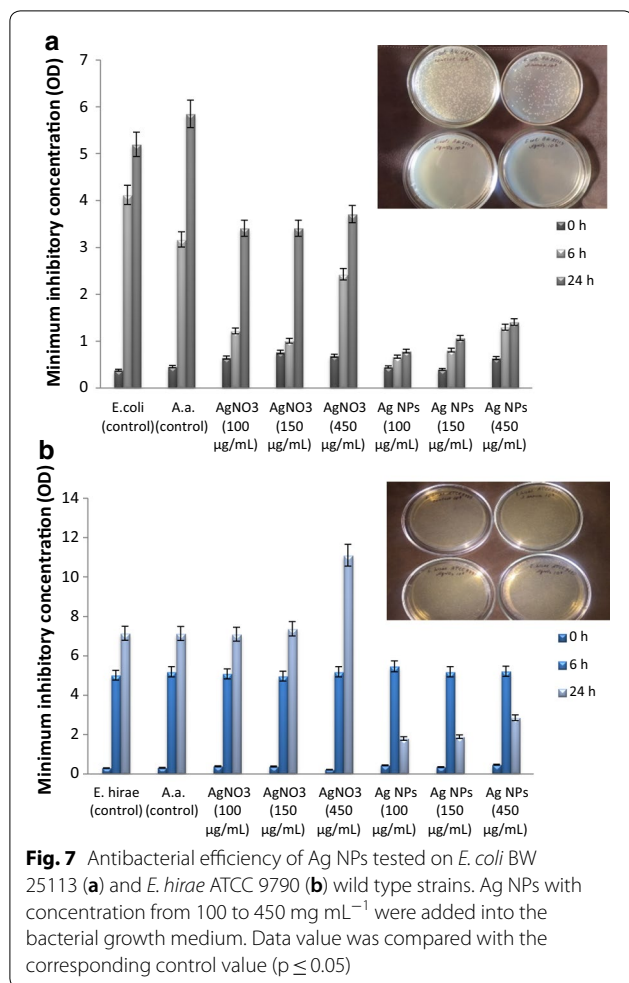 a
Minimum inhibitory concentration (OD)
7
6
5
4
3
2
1
0
0 h
6 h
24 h
E.coli (control)
A.a. (control)
AgNO3 (100 µg/mL)
AgNO3 (150 µg/mL)
AgNO3 (450 µg/mL)
Ag NPs (100 µg/mL)
Ag NPs (150 µg/mL)
Ag NPs (450 µg/mL)
b
Minimum inhibitory concentration (OD)
14
12
10
8
6
4
2
0
0 h
6 h
24 h
E. hirae (control)
A.a. (control)
AgNO3 (100 µg/mL)
AgNO3 (150 µg/mL)
AgNO3 (450 µg/mL)
Ag NPs (100 µg/mL)
Ag NPs (150 µg/mL)
Ag NPs (450 µg/mL)
Fig. 7 Antibacterial efficiency of Ag NPs tested on E. coli BW
25113 (a) and E. hirae ATCC 9790 (b) wild type strains. Ag NPs with
concentration from 100 to 450 mg mL⁻¹ were added into the
bacterial growth medium. Data value was compared with the
corresponding control value (p ≤ 0.05)